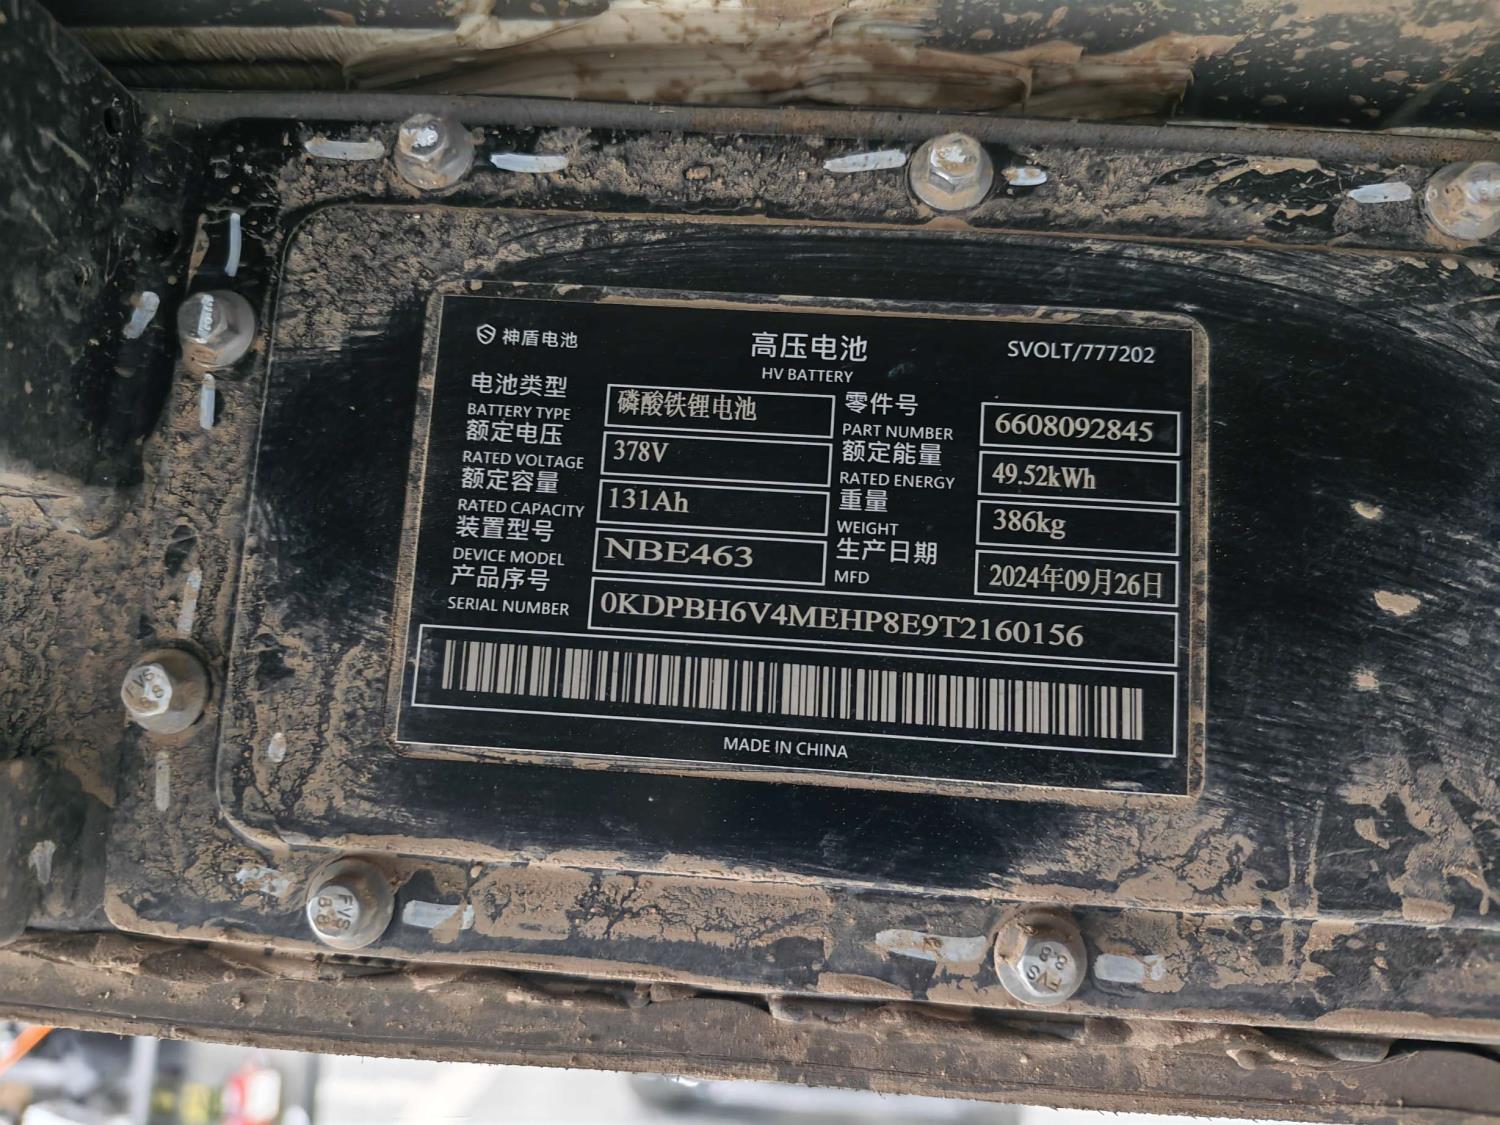 神盾电池
高压电池
HV BATTERY
SVOLT/777202
电池类型
BATTERY TYPE
磷酸铁锂电池
零件号
PART NUMBER
6608092845
额定电压
RATED VOLTAGE
378V
额定能量
RATED ENERGY
49.52kWh
额定容量
RATED CAPACITY
131Ah
重量
WEIGHT
386kg
装置型号
DEVICE MODEL
NBE463
生产日期
MFD
2024年09月26日
产品序号
SERIAL NUMBER
0KDPBH6V4MEHP8E9T2160156
MADE IN CHINA
FYS
8.8